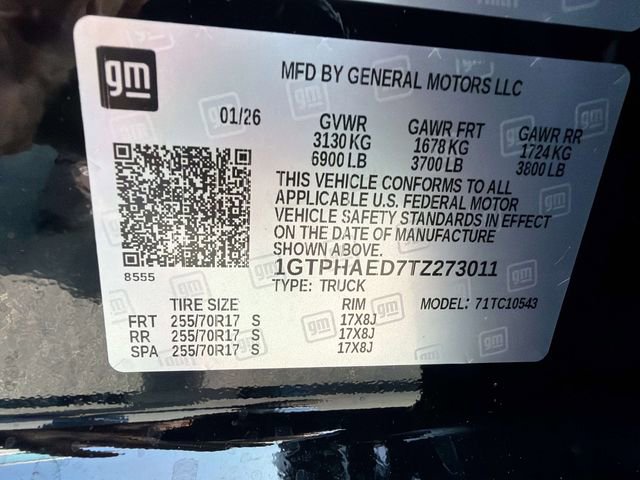 gm
MFD BY GENERAL MOTORS LLC
01/26
GVWR GAWR FRT GAWR RR
3130 KG 1678 KG 1724 KG
6900 LB 3700 LB 3800 LB
THIS VEHICLE CONFORMS TO ALL
APPLICABLE U.S. FEDERAL MOTOR
VEHICLE SAFETY STANDARDS IN EFFECT
ON THE DATE OF MANUFACTURE
SHOWN ABOVE.
1GTPHAED7TZ273011
8555
TYPE: TRUCK MODEL: 71TC10543
TIRE SIZE RIM
FRT 255/70R17 S 17X8J
RR 255/70R17 S 17X8J
SPA 255/70R17 S 17X8J